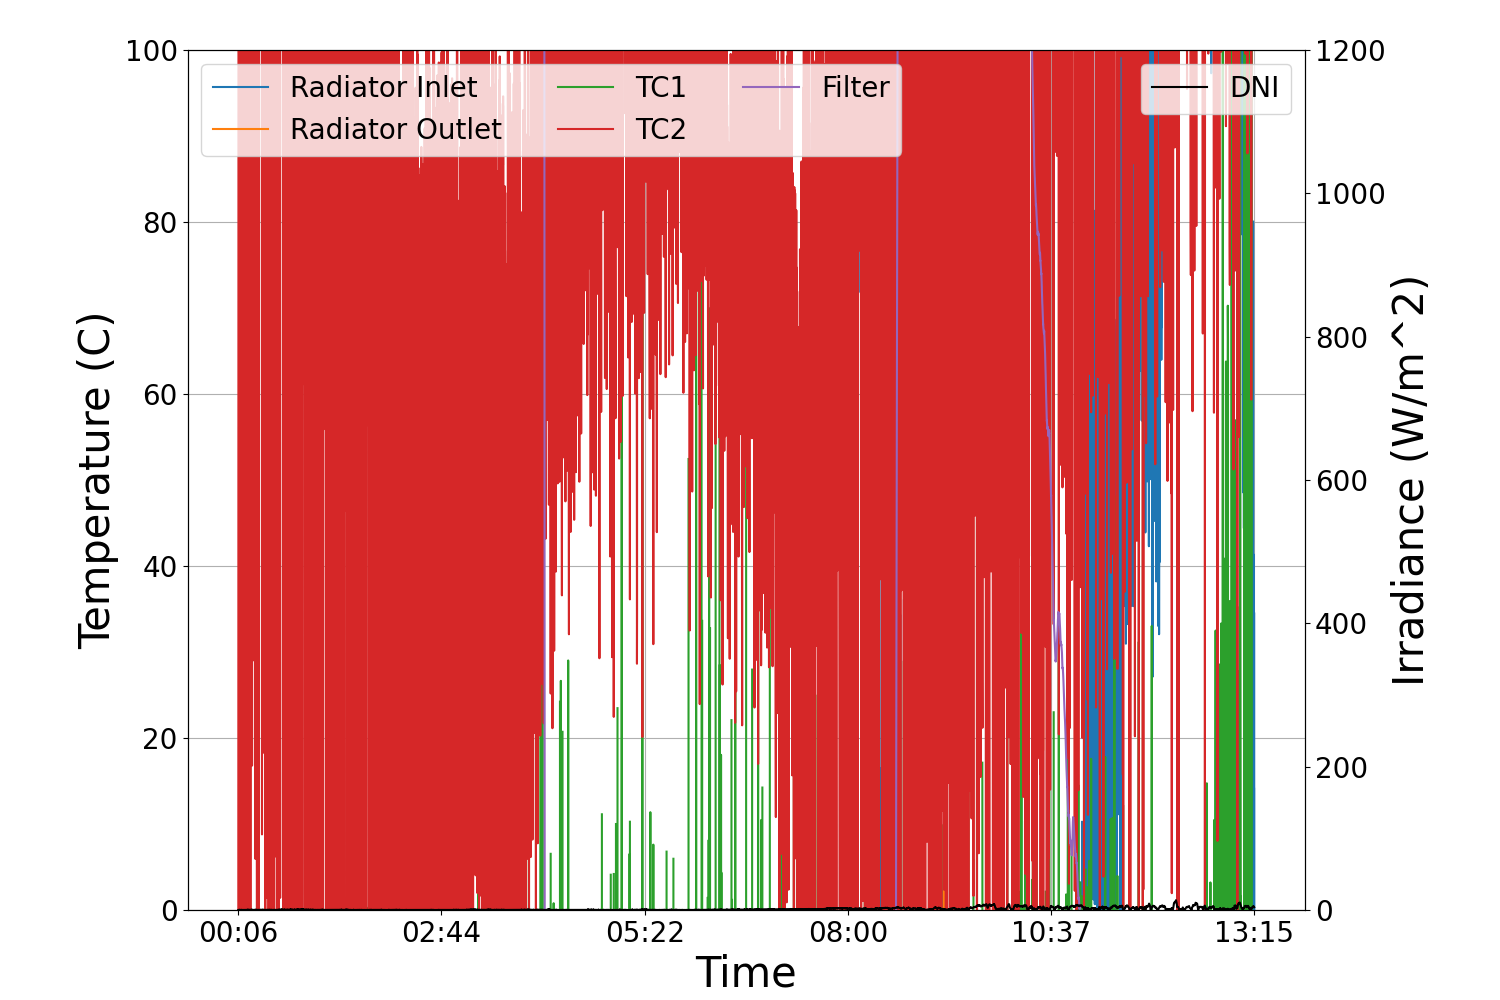 100
80
60
40
20
0
Temperature (C)
Radiator Inlet
Radiator Outlet
TC1
TC2
Filter
DNI
1200
1000
800
600
400
200
0
Irradiance (W/m^2)
00:06 02:44 05:22 08:00 10:37 13:15
Time